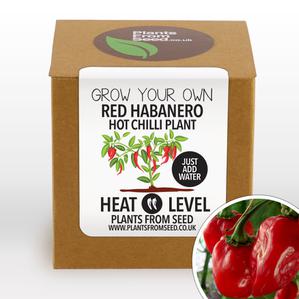 Plants
From
Seed.co.uk
GROW YOUR OWN
RED HABANERO
HOT CHILLI PLANT
JUST
ADD
WATER
HEAT LEVEL
PLANTS FROM SEED
WWW.PLANTSFROMSEED.CO.UK